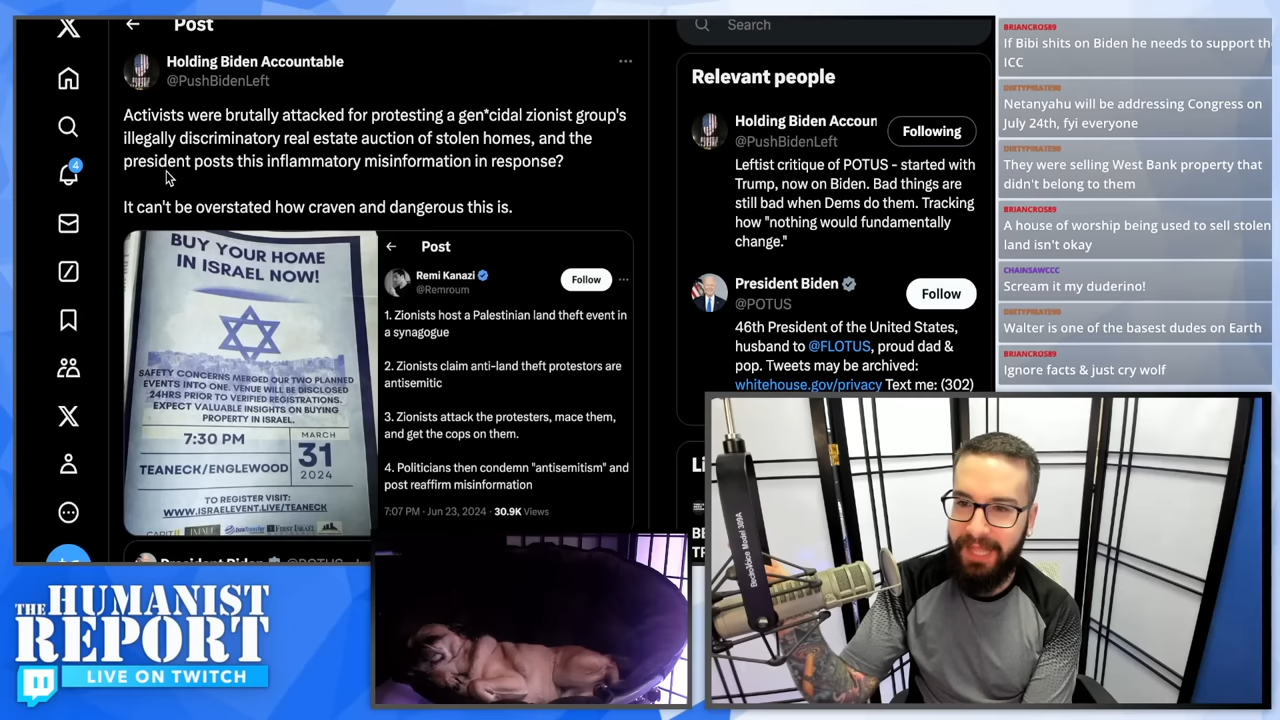 Post
Holding Biden Accountable
@PushBidenLeft
Activists were brutally attacked for protesting a gen*cidal zionist group's
illegally discriminatory real estate auction of stolen homes, and the
president posts this inflammatory misinformation in response?
It can't be overstated how craven and dangerous this is.
BUY YOUR HOME
IN ISRAEL NOW!
SAFETY CONCERNS MERGED OUR TWO PLANNED
EVENTS INTO ONE. VENUE WILL BE DISCLOSED
24HRS PRIOR TO VERIFIED REGISTRATIONS.
EXPECT VALUABLE INSIGHTS ON BUYING
PROPERTY IN ISRAEL.
7:30 PM
MARCH
31
2024
TEANECK/ENGLEWOOD
TO REGISTER VISIT:
WWW.ISRAELEVENT.LIVE/TEANECK
Post
Remi Kanazi
@Remroum
Follow
1. Zionists host a Palestinian land theft event in
a synagogue
2. Zionists claim anti-land theft protestors are
antisemitic
3. Zionists attack the protesters, mace them,
and get the cops on them.
4. Politicians then condemn "antisemitism" and
post reaffirm misinformation
7:07 PM · Jun 23, 2024 · 30.9K Views
4
Search
Relevant people
Holding Biden Accoun
@PushBidenLeft
Following
Leftist critique of POTUS - started with
Trump, now on Biden. Bad things are
still bad when Dems do them. Tracking
how "nothing would fundamentally
change."
President Biden
@POTUS
Follow
46th President of the United States,
husband to @FLOTUS, proud dad &
pop. Tweets may be archived:
whitehouse.gov/privacy Text me: (302)
BRIANCROS89
If Bibi shits on Biden he needs to support the
ICC
DIRTYPIRATE90
Netanyahu will be addressing Congress on
July 24th, fyi everyone
DIRTYPIRATE90
They were selling West Bank property that
didn't belong to them
BRIANCROS89
A house of worship being used to sell stolen
land isn't okay
CHAINSAWCCC
Scream it my duderino!
DIRTYPIRATE90
Walter is one of the basest dudes on Earth
BRIANCROS89
Ignore facts & just cry wolf
ElectroVoice Model 309A
THE
HUMANIST
REPORT
LIVE ON TWITCH